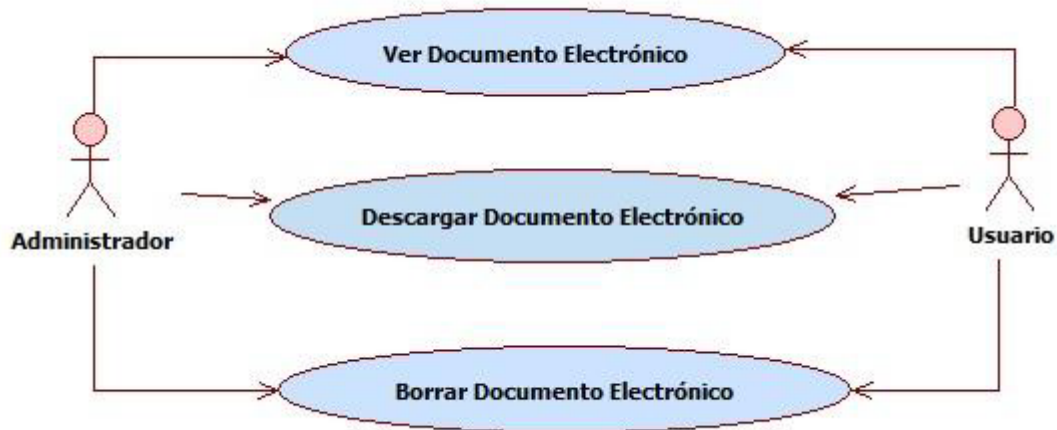 Ver Documento Electrónico
Descargar Documento Electrónico
Administrador
Usuario
Borrar Documento Electrónico